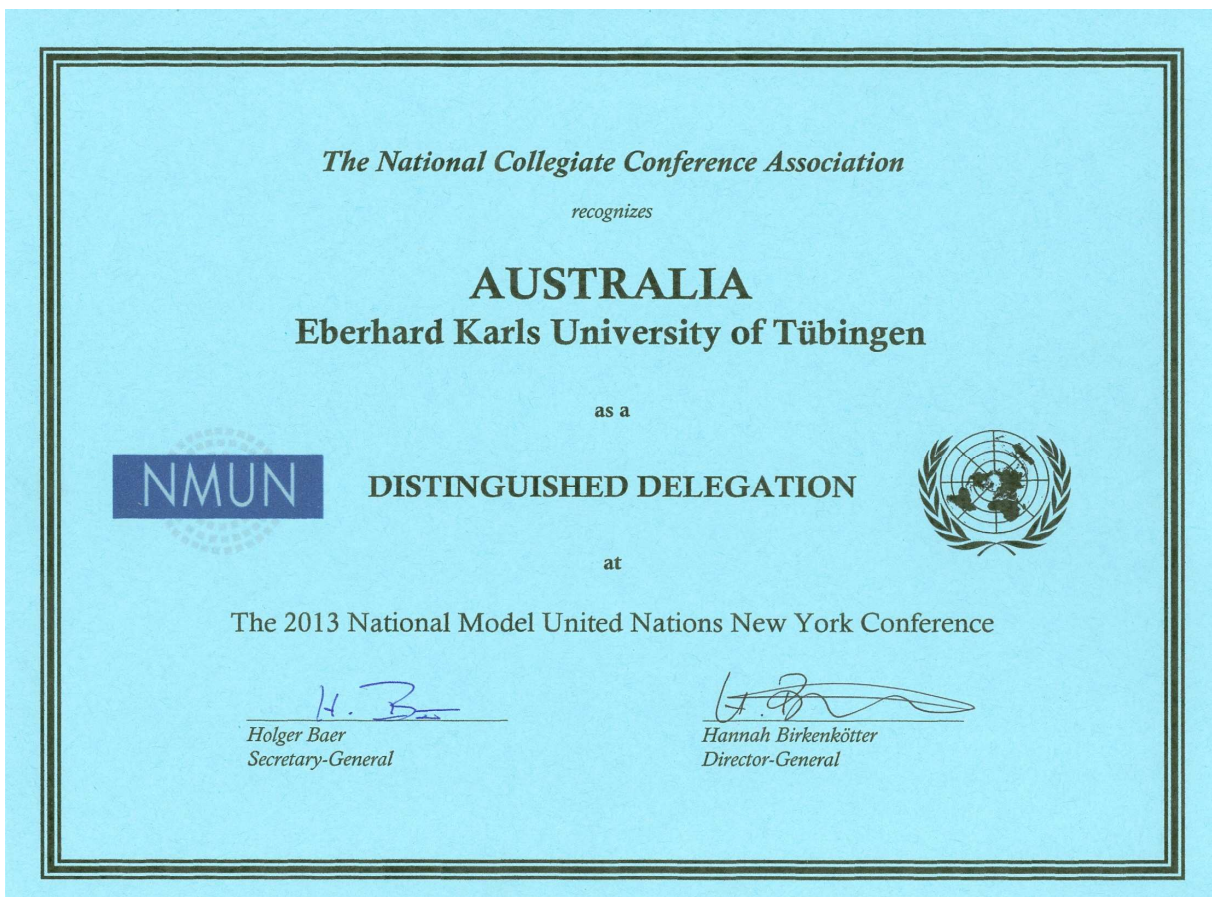 The National Collegiate Conference Association
recognizes
AUSTRALIA
Eberhard Karls University of Tübingen
as a
NMUN
DISTINGUISHED DELEGATION
at
The 2013 National Model United Nations New York Conference
H. B
H. B
Holger Baer
Secretary-General
Hannah Birkenkötter
Director-General